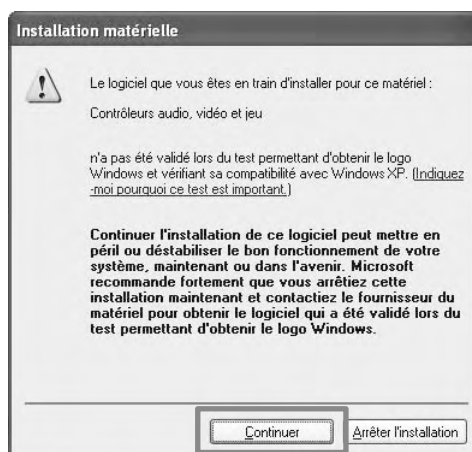 Installation matérielle
Le logiciel que vous êtes en train d'installer pour ce matériel :
Contrôleurs audio, vidéo et jeu
n'a pas été validé lors du test permettant d'obtenir le logo
Windows et vérifiant sa compatibilité avec Windows XP. (Indiquez
-moi pourquoi ce test est important.)
Continuer l'installation de ce logiciel peut mettre en
péril ou déstabiliser le bon fonctionnement de votre
système, maintenant ou dans l'avenir. Microsoft
recommande fortement que vous arrêtiez cette
installation maintenant et contactiez le fournisseur du
matériel pour obtenir le logiciel qui a été validé lors du
test permettant d'obtenir le logo Windows.
Continuer Arrêter l'installation